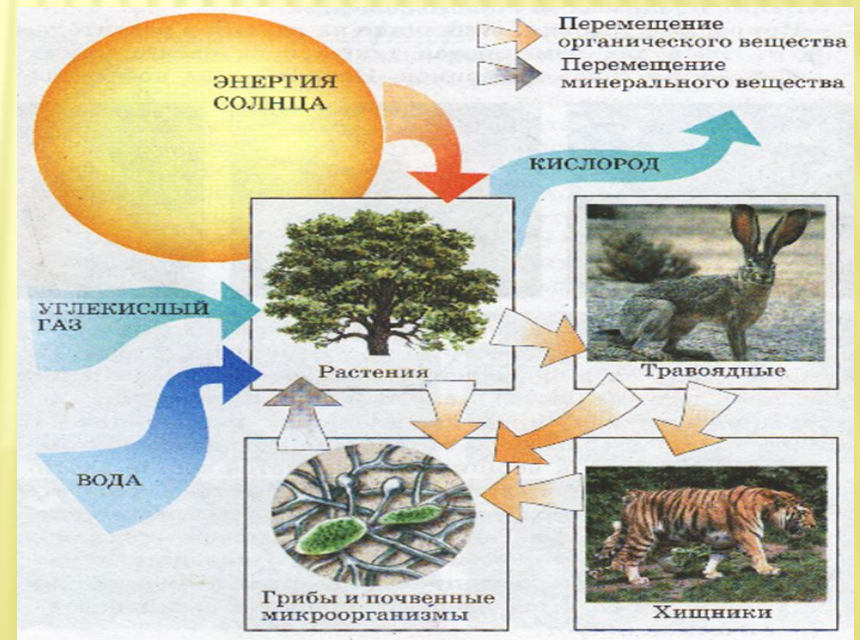 ЭНЕРГИЯ
СОЛНЦА
Перемещение
органического вещества
Перемещение
минерального вещества
КИСЛОРОД
УГЛЕКИСЛЫЙ
ГАЗ
Растения
Травоядные
ВОДА
Грибы и почвенные
микроорганизмы
Хищники